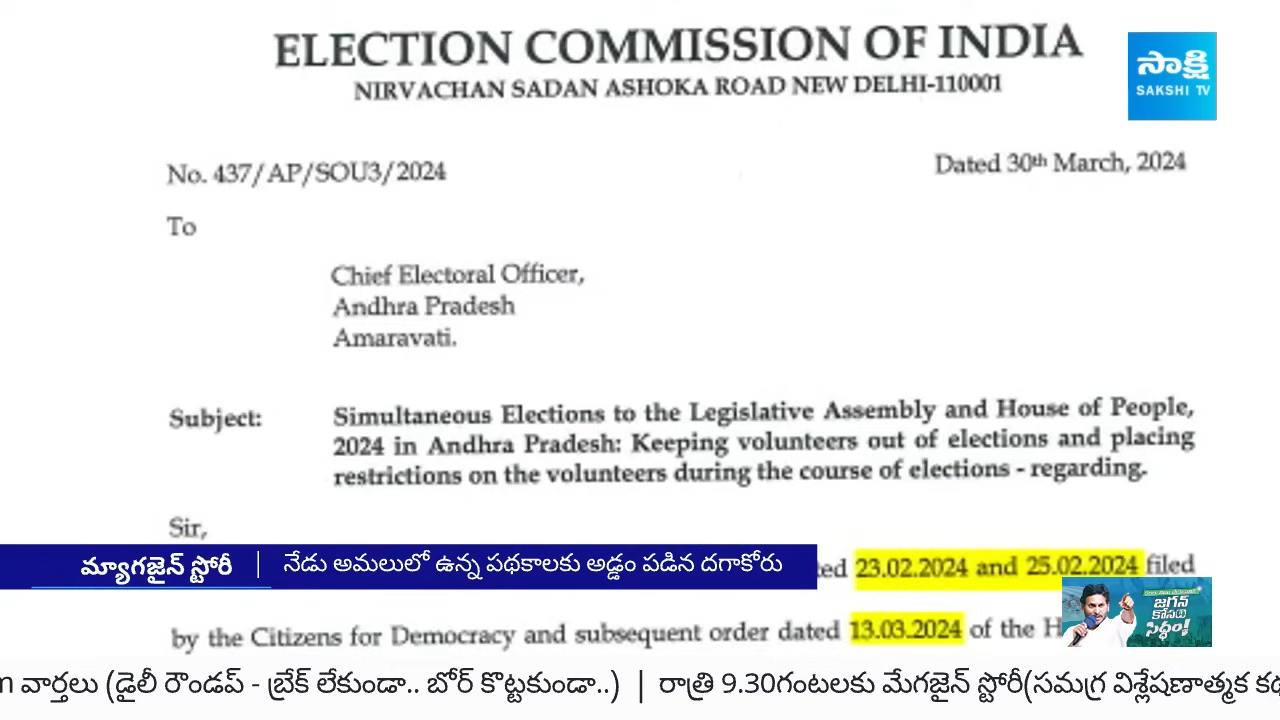 ELECTION COMMISSION OF INDIA
NIRVACHAN SADAN ASHOKA ROAD NEW DELHI-110001
సాక్షి
SAKSHI TV
No. 437/AP/SOU3/2024
Dated 30th March, 2024
To
Chief Electoral Officer,
Andhra Pradesh
Amaravati.
Subject:
Simultaneous Elections to the Legislative Assembly and House of People,
2024 in Andhra Pradesh: Keeping volunteers out of elections and placing
restrictions on the volunteers during the course of elections - regarding.
Sir,
23.02.2024 and 25.02.2024 filed
మ్యాగజైన్ స్టోరీ | నేడు అమలులో ఉన్న పథకాలకు అడ్డం పడిన దగాకోరు
by the Citizens for Democracy and subsequent order dated 13.03.2024 of the
జగన్
కోసం
సిద్ధం!
వార్తలు (డైలీ రౌండప్ - బ్రేక్ లేకుండా.. బోర్ కొట్టకుండా..) | రాత్రి 9.30గంటలకు మేగజైన్ స్టోరీ(సమగ్ర విశ్లేషణాత్మక